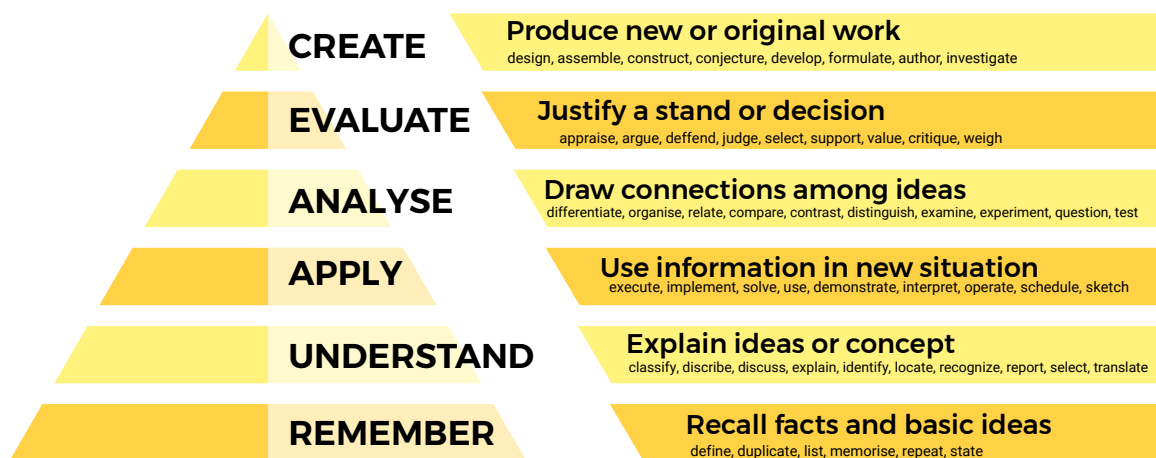 CREATE
Produce new or original work
design, assemble, construct, conjecture, develop, formulate, author, investigate
EVALUATE
Justify a stand or decision
appraise, argue, deffend, judge, select, support, value, critique, weigh
ANALYSE
Draw connections among ideas
differentiate, organise, relate, compare, contrast, distinguish, examine, experiment, question, test
APPLY
Use information in new situation
execute, implement, solve, use, demonstrate, interpret, operate, schedule, sketch
UNDERSTAND
Explain ideas or concept
classify, discribe, discuss, explain, identify, locate, recognize, report, select, translate
REMEMBER
Recall facts and basic ideas
define, duplicate, list, memorise, repeat, state